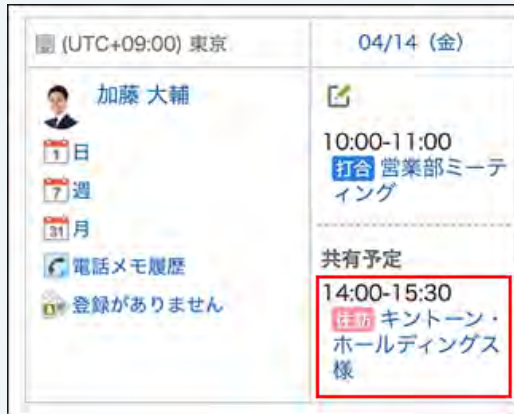 (UTC+09:00) 東京
04/14（金）
加藤 大輔
1 日
7 週
31 月
電話メモ履歴
登録がありません
10:00-11:00
打合 営業部ミーテ
ィング
共有予定
14:00-15:30
往訪 キントーン・
ホールディングス
様